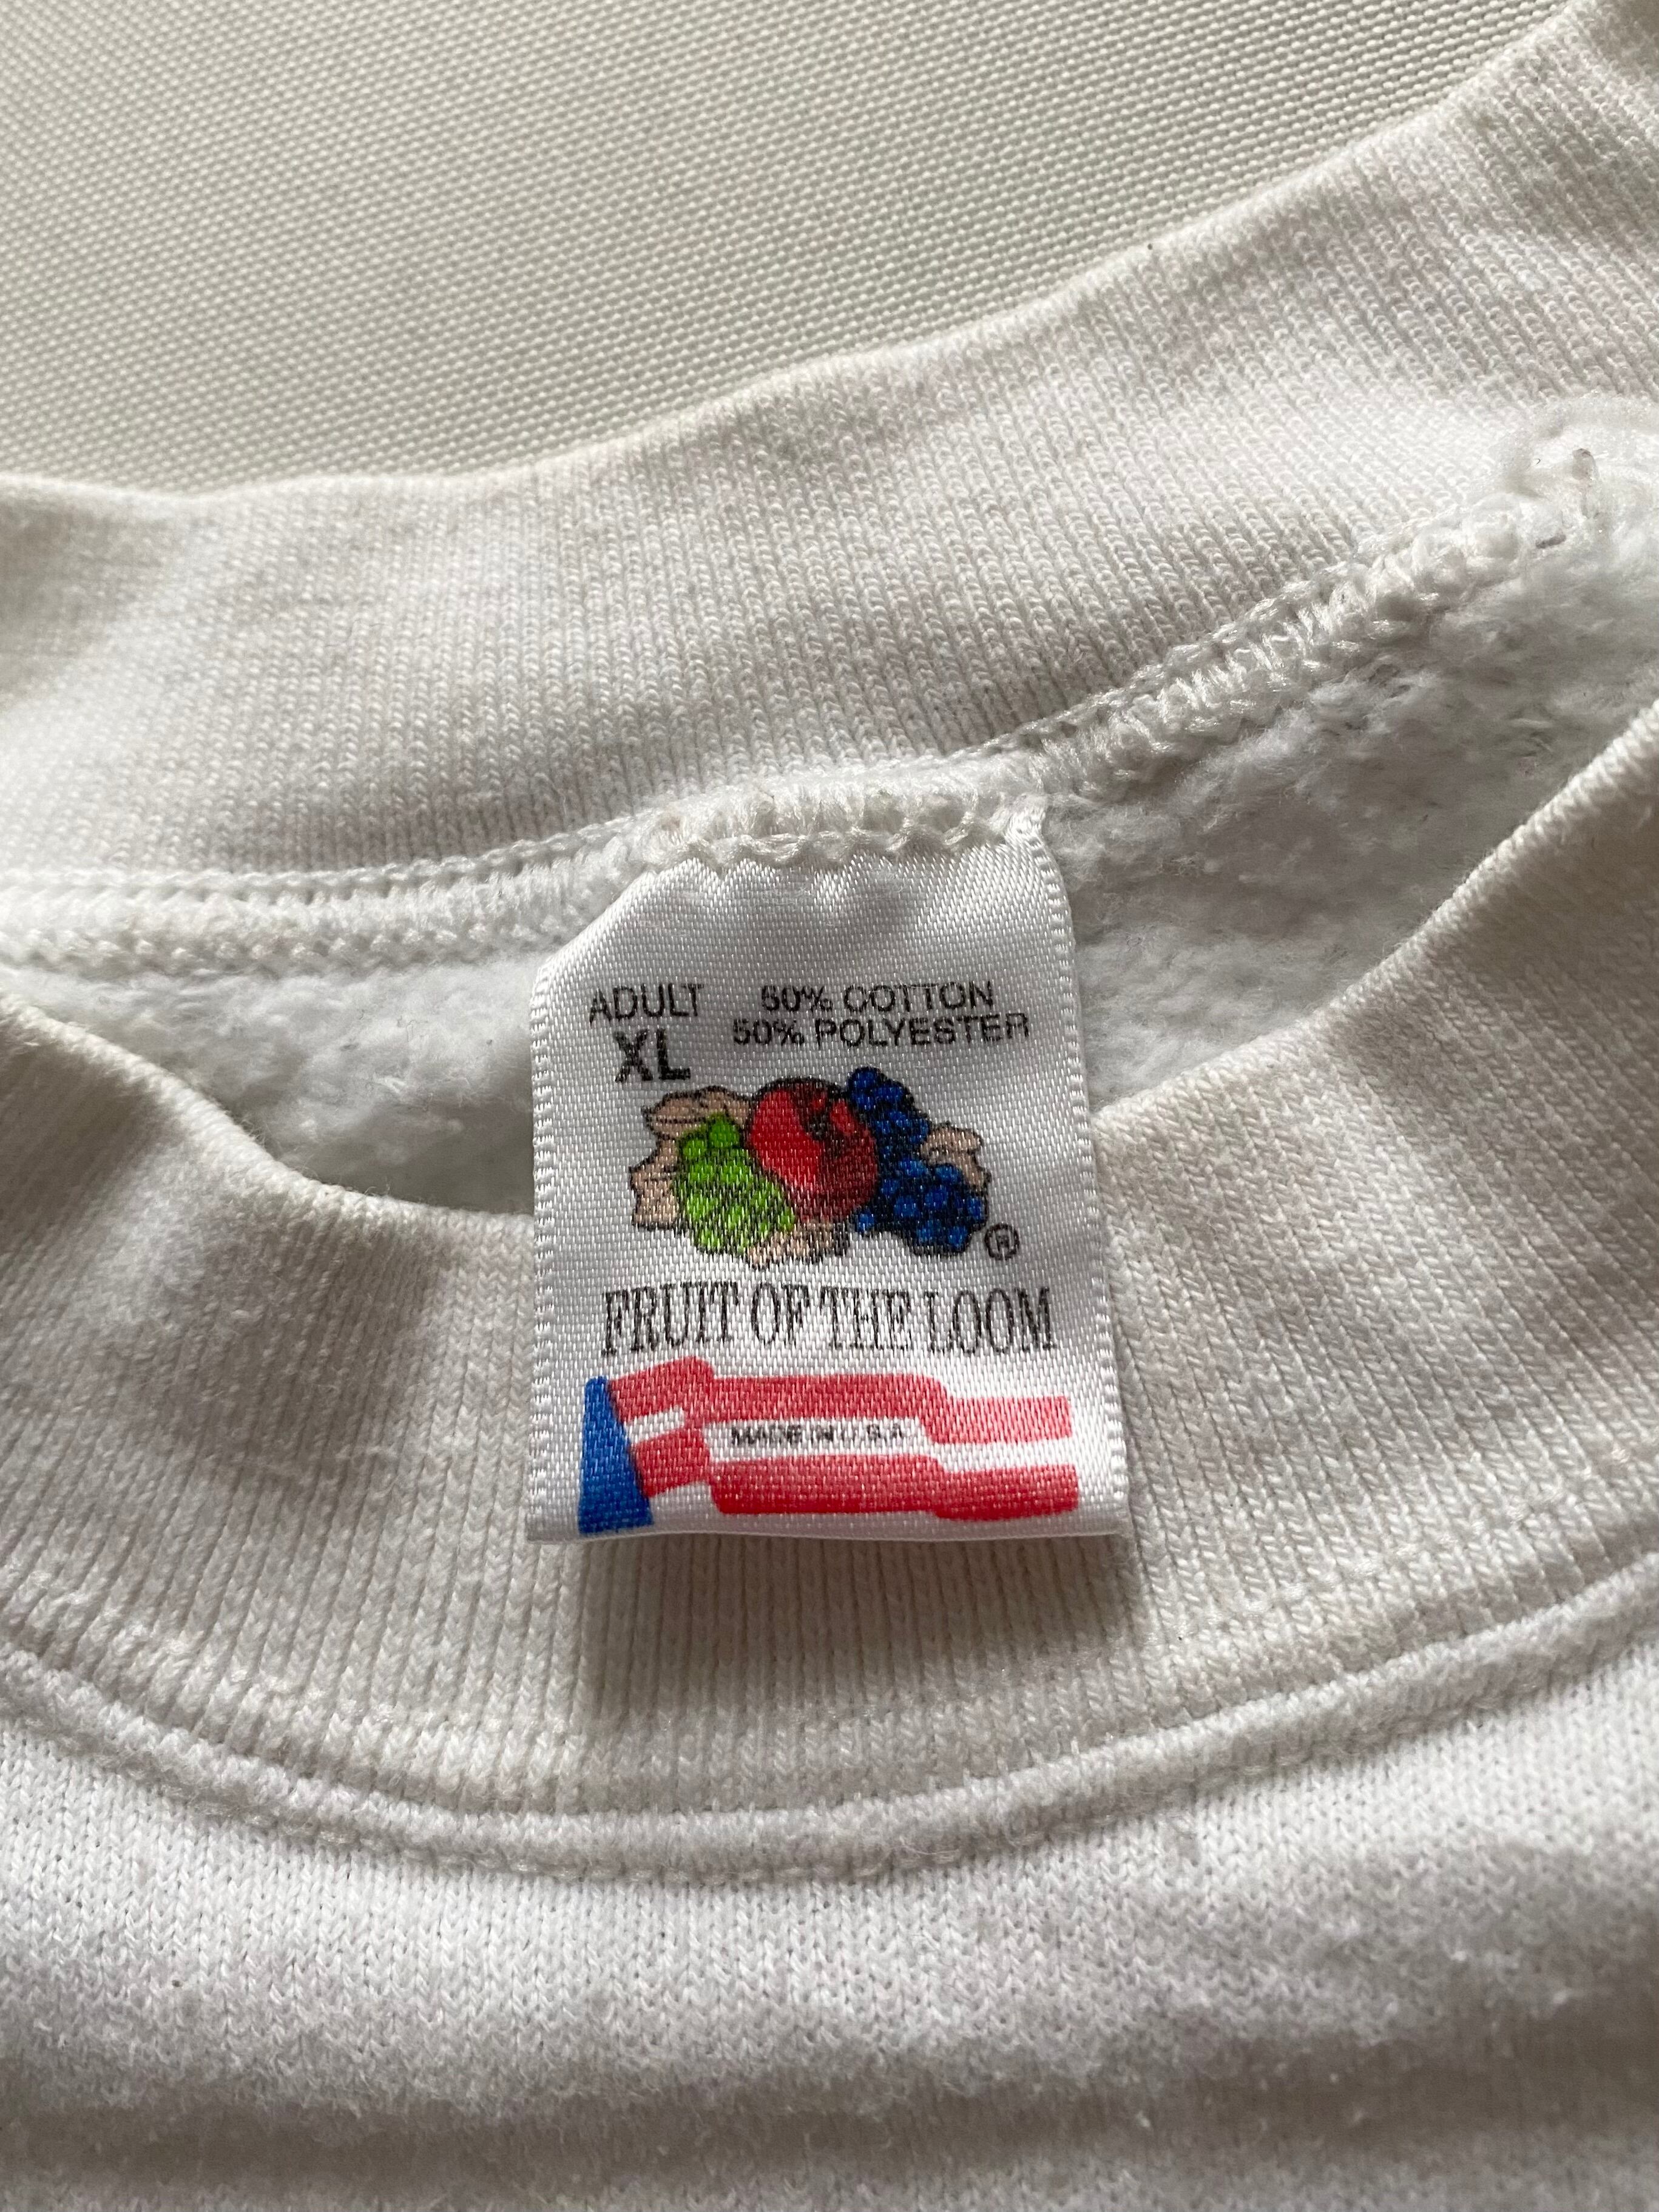 ADULT 50% COTTON
XL 50% POLYESTER
®
FRUIT OF THE LOOM
MADE IN U.S.A.